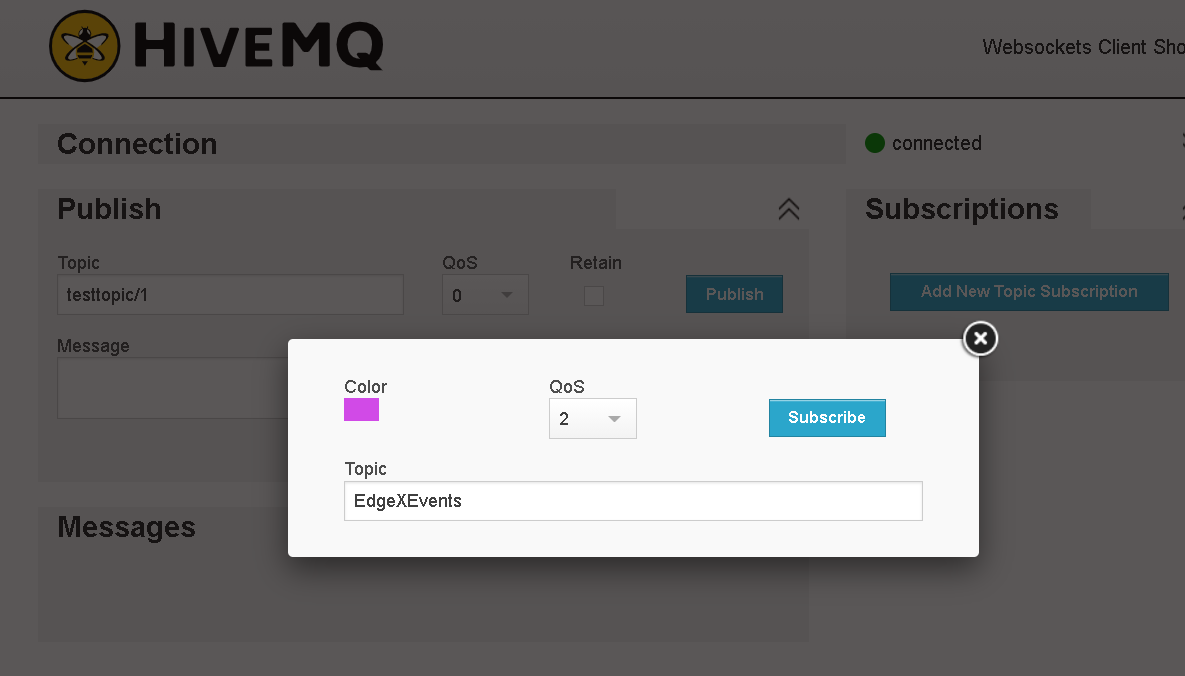 HIVEMQ
Websockets Client Sho
Connection
connected
Publish
Subscriptions
Topic
QoS
Retain
testtopic/1
0
Publish
Add New Topic Subscription
Message
Color
QoS
2
Subscribe
Topic
EdgeXEvents
Messages